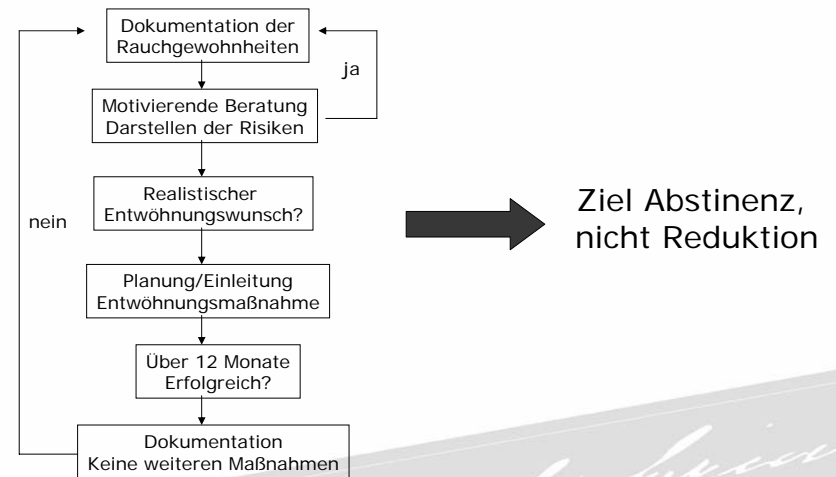 Dokumentation der
Rauchgewohnheiten
ja
Motivierende Beratung
Darstellen der Risiken
Realistischer
Entwöhnungswunsch?
nein
Ziel Abstinenz,
nicht Reduktion
Planung/Einleitung
Entwöhnungsmaßnahme
Über 12 Monate
Erfolgreich?
Dokumentation
Keine weiteren Maßnahmen